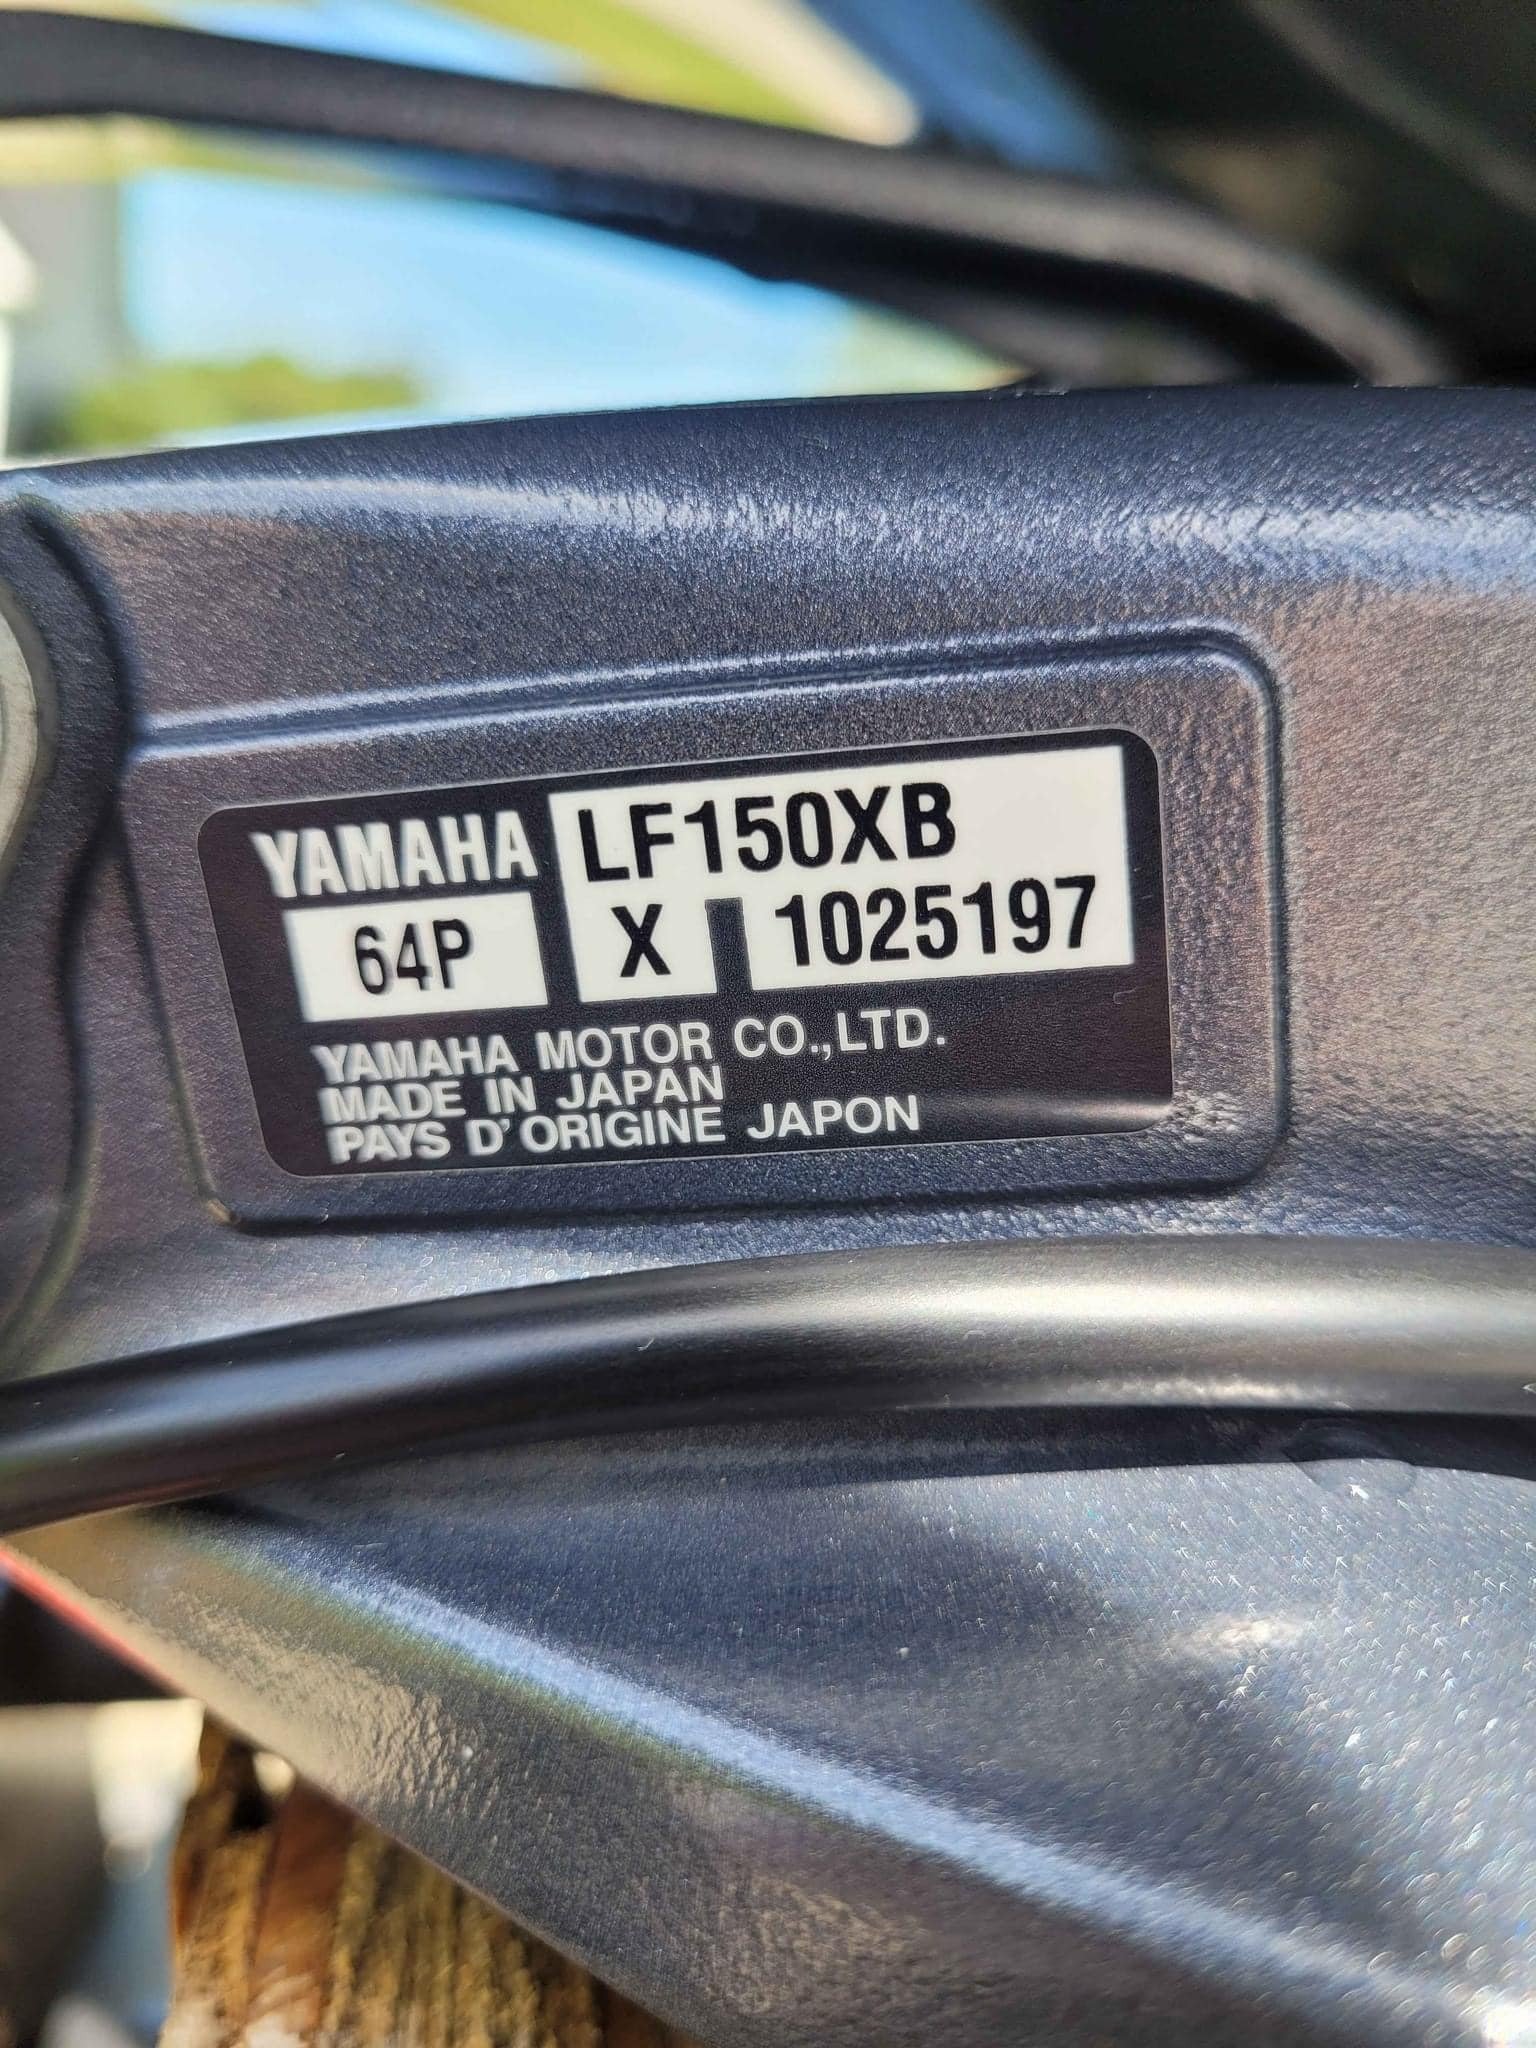 YAMAHA LF150XB
64P X 1025197
YAMAHA MOTOR CO.,LTD.
MADE IN JAPAN
PAYS D'ORIGINE JAPON